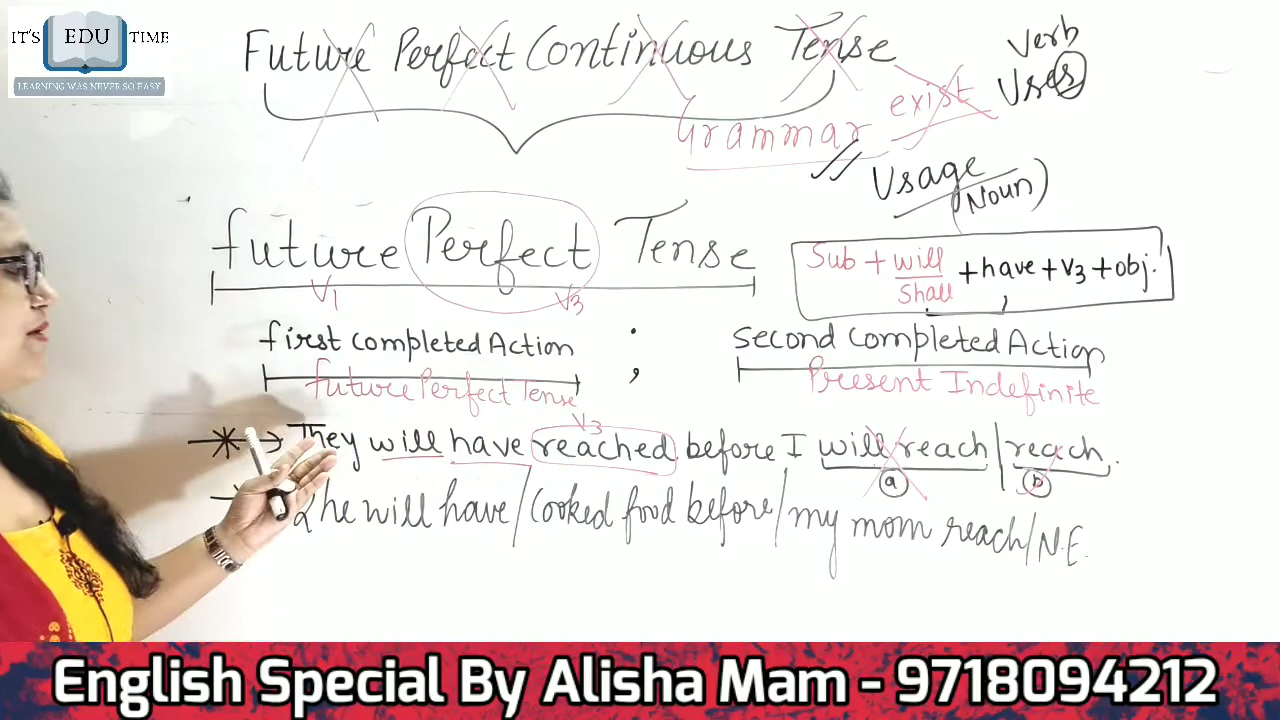 IT'S EDU TIME
LEARNING WAS NEVER SO EASY
Future Perfect Continuous Tense
Verb
Uses
exist
Grammar
Usage
(Noun)
future Perfect Tense
V1 V3
Sub + will
shall
+have+V3+obj.
first completed Action ; second completed Action
future Perfect Tense Present Indefinite
V3
They will have reached before I will reach/reach.
a b
She will have/cooked food before/my mom reach/N.E.
English Special By Alisha Mam - 9718094212